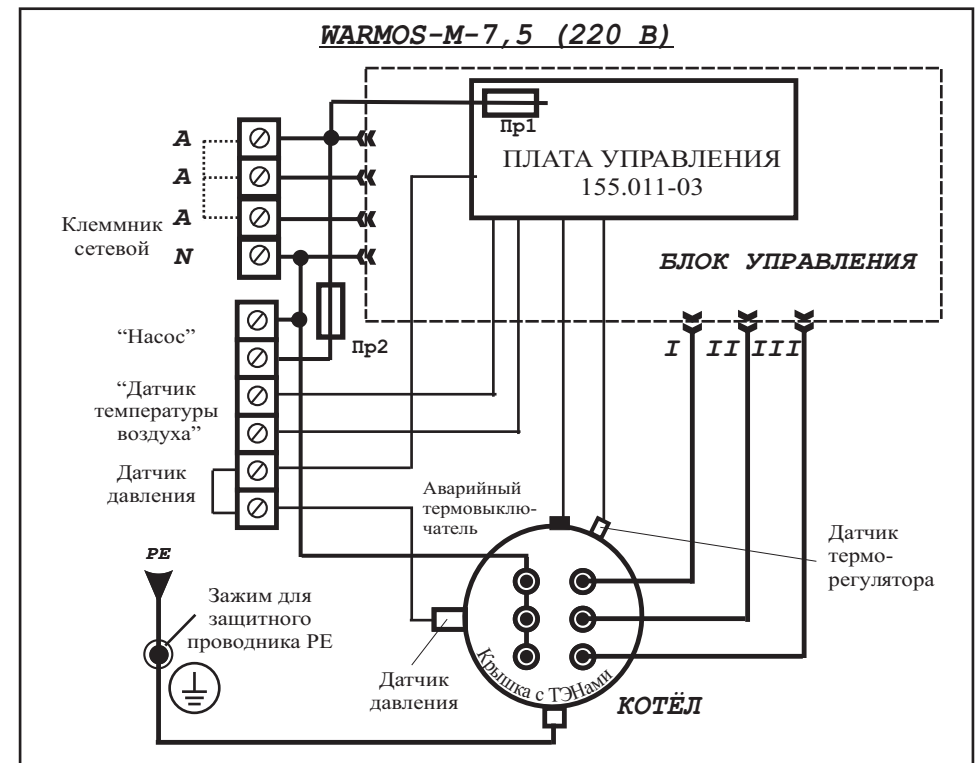 WARMOS-M-7,5 (220 В)
Пр1
ПЛАТА УПРАВЛЕНИЯ
155.011-03
А
А
А
N
Клеммник
сетевой
БЛОК УПРАВЛЕНИЯ
“Насос”
Пр2
I II III
“Датчик
температуры
воздуха”
Датчик
давления
Аварийный
термовыклю-
чатель
Датчик
термо-
регулятора
PE
Зажим для
защитного
проводника PE
Датчик
давления
Крышка с ТЭНами
КОТЁЛ